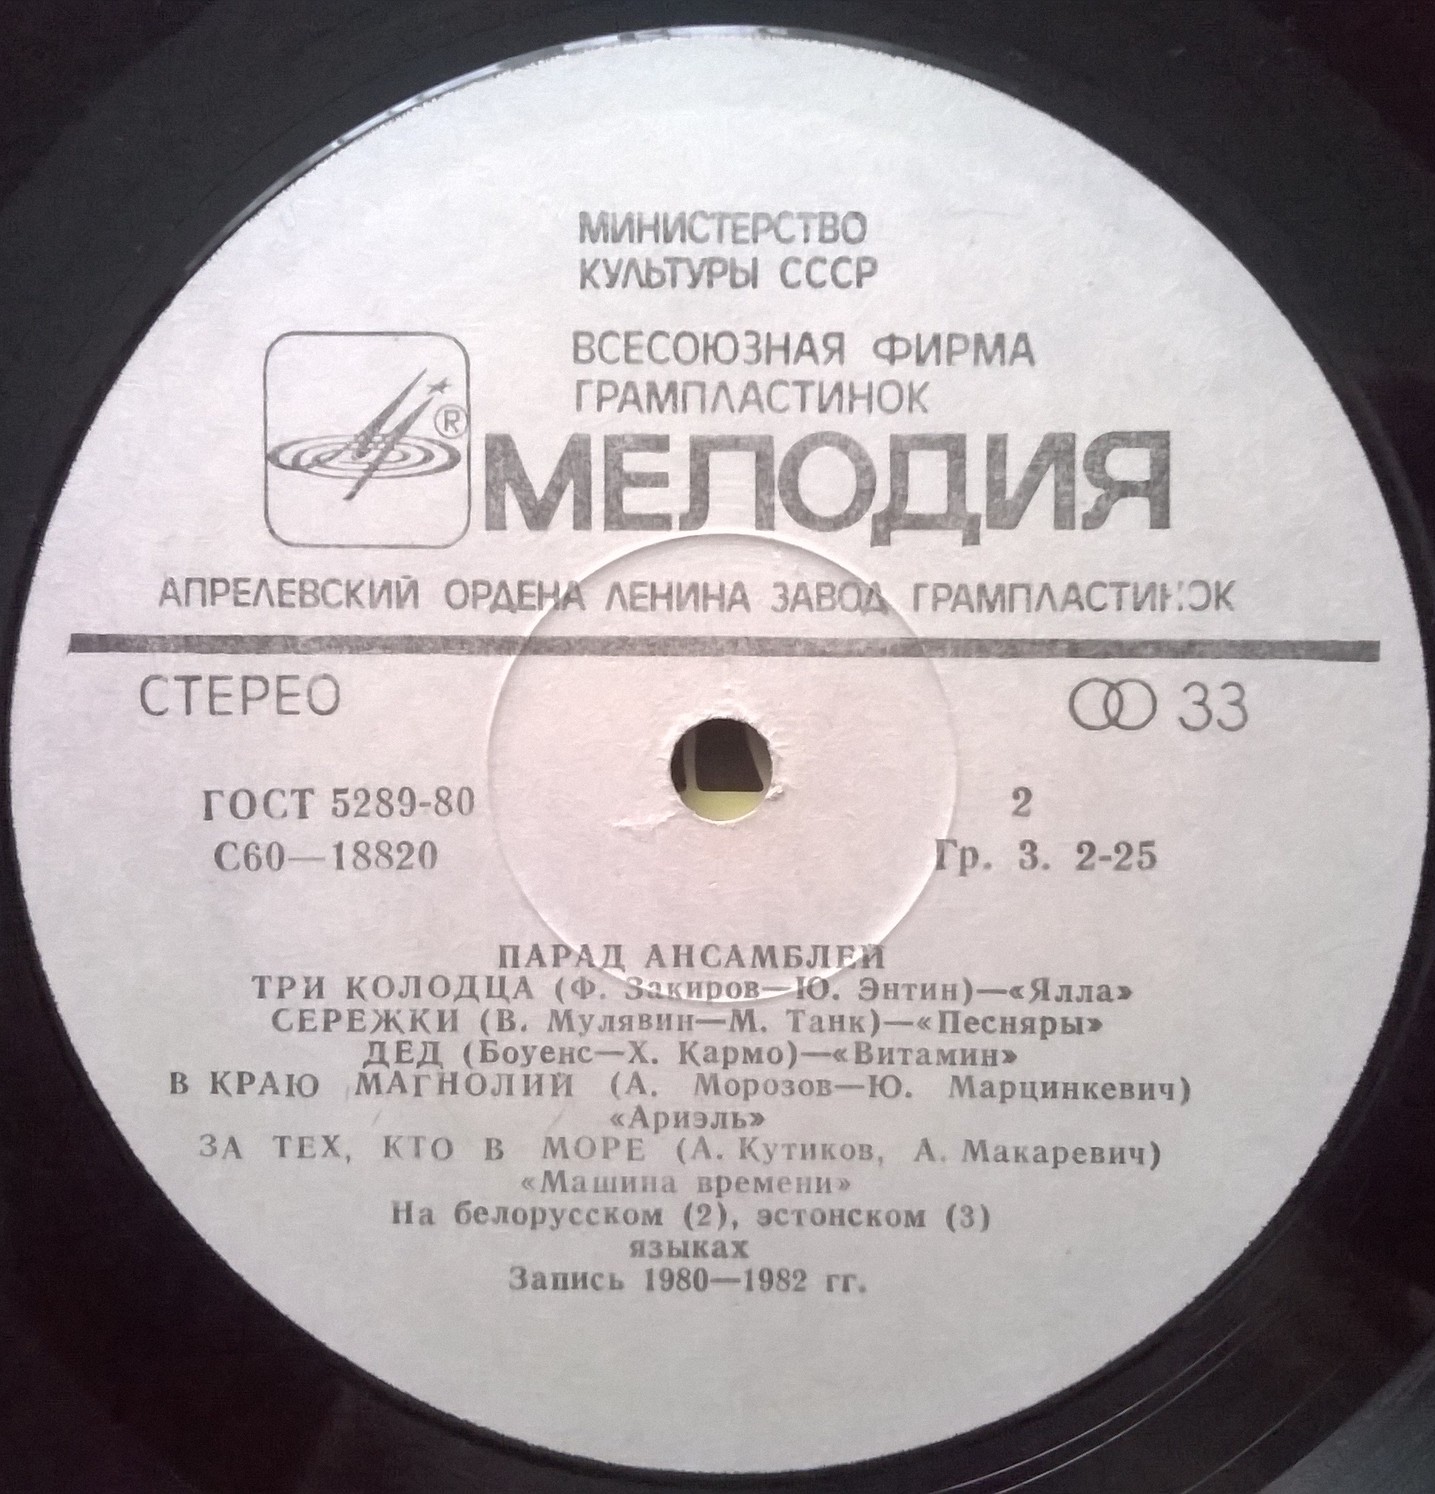 МИНИСТЕРСТВО
КУЛЬТУРЫ СССР
ВСЕСОЮЗНАЯ ФИРМА
ГРАМПЛАСТИНОК
®
МЕЛОДИЯ
АПРЕЛЕВСКИЙ ОРДЕНА ЛЕНИНА ЗАВОД ГРАМПЛАСТИНОК
СТЕРЕО
33
ГОСТ 5289-80
2
С60—18820
Гр. 3. 2-25
ПАРАД АНСАМБЛЕЙ
ТРИ КОЛОДЦА (Ф. Закиров—Ю. Энтин)—«Ялла»
СЕРЕЖКИ (В. Мулявин—М. Танк)—«Песняры»
ДЕД (Боуенс—Х. Кармо)—«Витамин»
В КРАЮ МАГНОЛИЙ (А. Морозов—Ю. Марцинкевич)
«Ариэль»
ЗА ТЕХ, КТО В МОРЕ (А. Кутиков, А. Макаревич)
«Машина времени»
На белорусском (2), эстонском (3)
языках
Запись 1980—1982 гг.